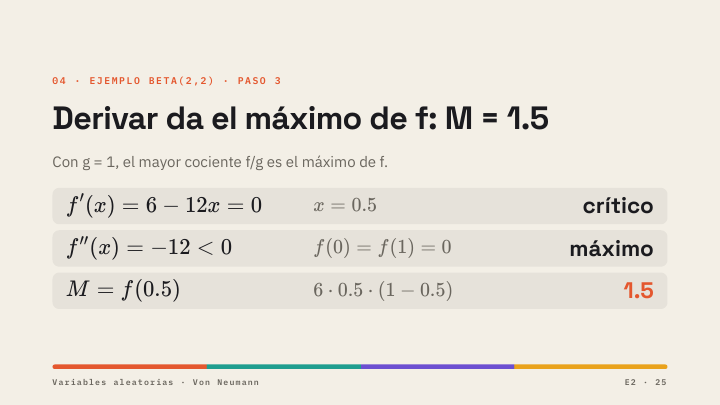 04 · EJEMPLO BETA(2,2) · PASO 3
Derivar da el máximo de f: M = 1.5
Con g = 1, el mayor cociente f/g es el máximo de f.
f′(x) = 6 − 12x = 0 x = 0.5 crítico
f″(x) = −12 < 0 f(0) = f(1) = 0 máximo
M = f(0.5) 6 · 0.5 · (1 − 0.5) 1.5
Variables aleatorias · Von Neumann E2 · 25